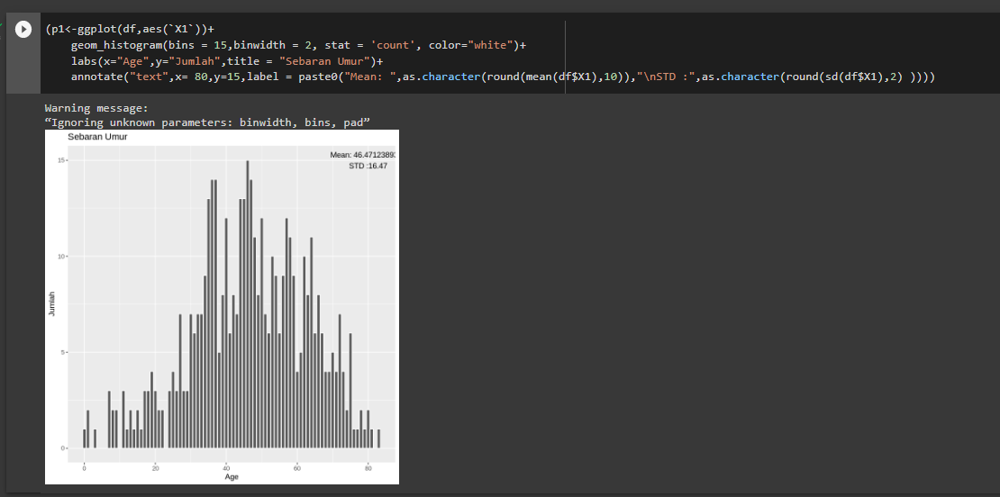 (p1<-ggplot(df,aes(`X1`))+
geom_histogram(bins = 15,binwidth = 2, stat = 'count', color="white")+
labs(x="Age",y="Jumlah",title = "Sebaran Umur")+
annotate("text",x= 80,y=15,label = paste0("Mean: ",as.character(round(mean(df$X1),10)),"\nSTD :",as.character(round(sd(df$X1),2) ))))
Warning message:
“Ignoring unknown parameters: binwidth, bins, pad”
Sebaran Umur
Mean: 46.47123893
STD :16.47
15
10
5
0
Jumlah
0 20 40 60 80
Age